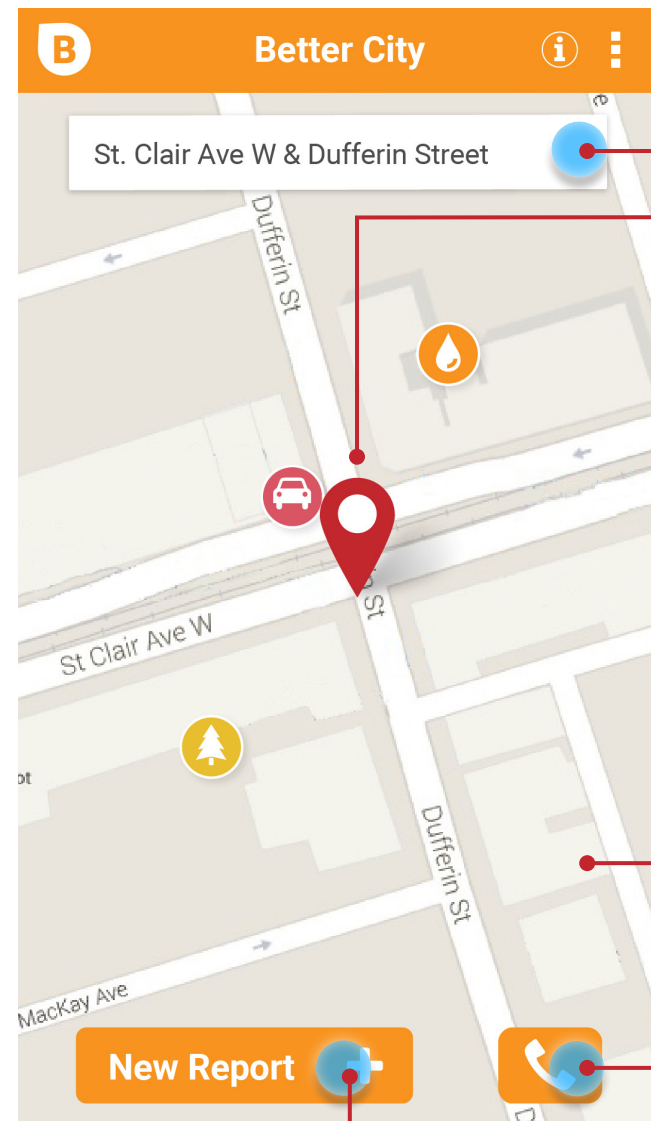 B
Better City
i
e
St. Clair Ave W & Dufferin Street
Dufferin St
St
St Clair Ave W
ot
Dufferin St
MacKay Ave
New Report +
D